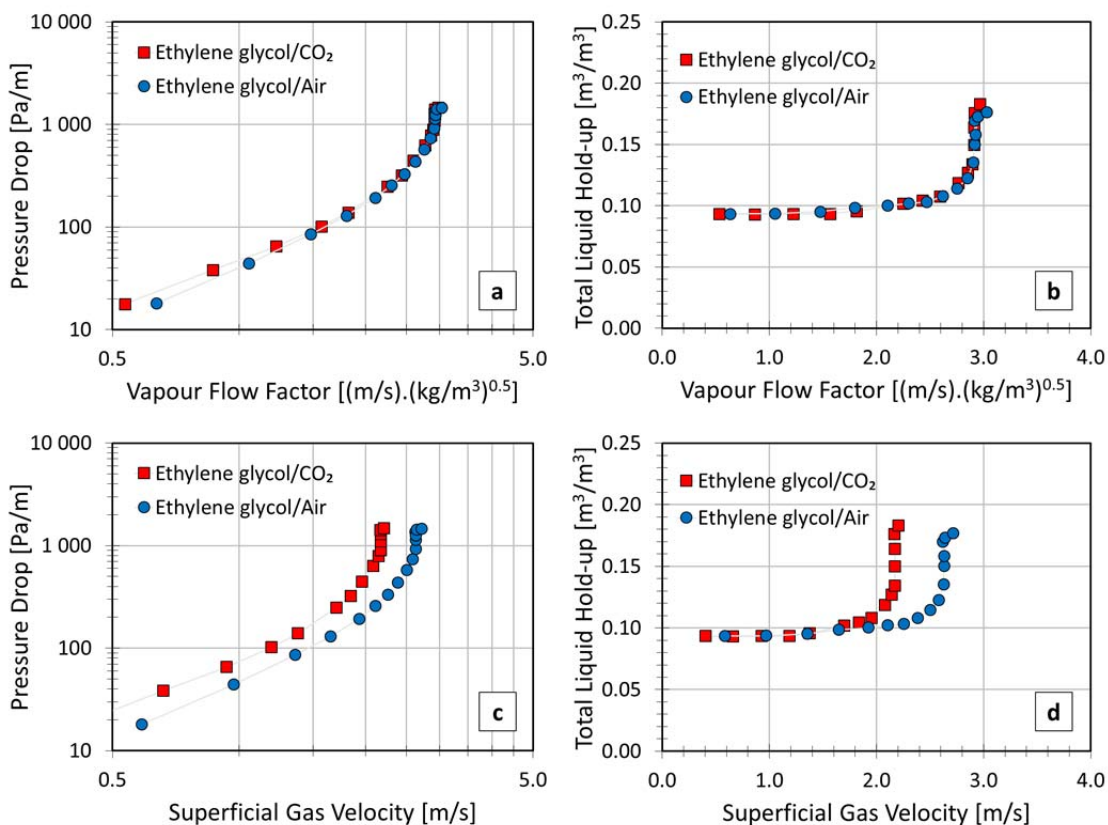 10 000
1 000
100
10
Pressure Drop [Pa/m]
Ethylene glycol/CO₂
Ethylene glycol/Air
a
0.5
5.0
Vapour Flow Factor [(m/s).(kg/m³)⁰·⁵]
0.25
0.20
0.15
0.10
0.05
0.00
Total Liquid Hold-up [m³/m³]
Ethylene glycol/CO₂
Ethylene glycol/Air
b
0.0
1.0
2.0
3.0
4.0
Vapour Flow Factor [(m/s).(kg/m³)⁰·⁵]
10 000
1 000
100
10
Pressure Drop [Pa/m]
Ethylene glycol/CO₂
Ethylene glycol/Air
c
0.5
5.0
Superficial Gas Velocity [m/s]
0.25
0.20
0.15
0.10
0.05
0.00
Total Liquid Hold-up [m³/m³]
Ethylene glycol/CO₂
Ethylene glycol/Air
d
0.0
1.0
2.0
3.0
4.0
Superficial Gas Velocity [m/s]